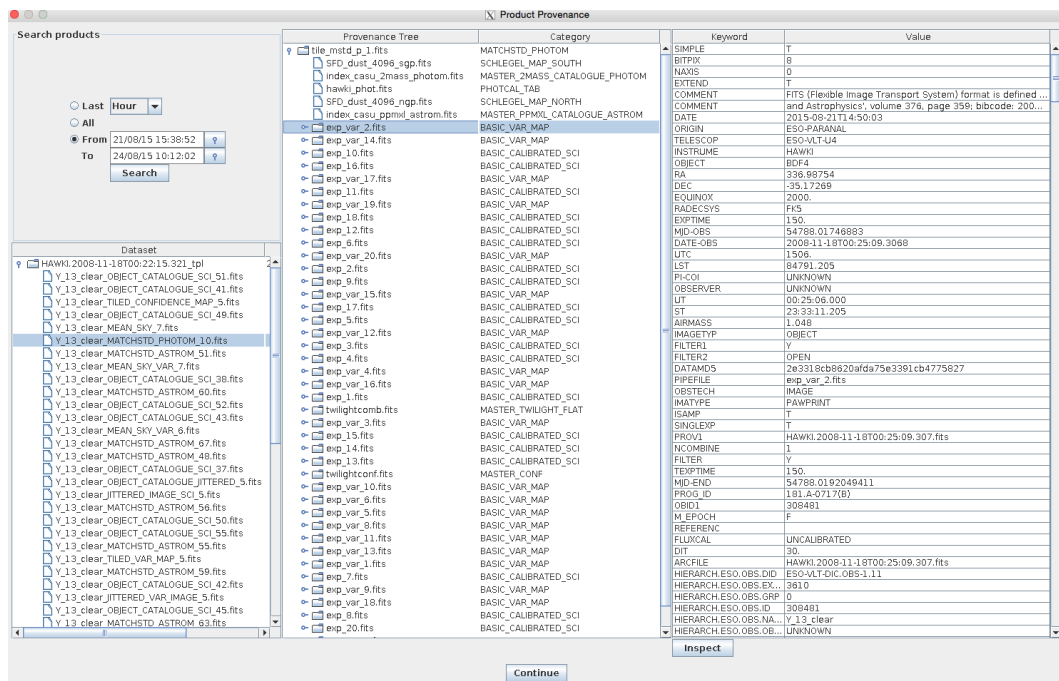 Product Provenance
Search products
Last Hour
All
From 21/08/15 15:38:52
To 24/08/15 10:12:02
Search
Dataset
HAWKI.2008-11-18T00:22:15.321_tpl
Y_13_clear_OBJECT_CATALOGUE_SCI_51.fits
Y_13_clear_OBJECT_CATALOGUE_SCI_41.fits
Y_13_clear_TILED_CONFIDENCE_MAP_5.fits
Y_13_clear_OBJECT_CATALOGUE_SCI_49.fits
Y_13_clear_MEAN_SKY_7.fits
Y_13_clear_MATCHSTD_PHOTOM_10.fits
Y_13_clear_MATCHSTD_ASTROM_51.fits
Y_13_clear_MEAN_SKY_VAR_7.fits
Y_13_clear_OBJECT_CATALOGUE_SCI_38.fits
Y_13_clear_MATCHSTD_ASTROM_60.fits
Y_13_clear_OBJECT_CATALOGUE_SCI_52.fits
Y_13_clear_OBJECT_CATALOGUE_SCI_43.fits
Y_13_clear_MEAN_SKY_VAR_6.fits
Y_13_clear_MATCHSTD_ASTROM_67.fits
Y_13_clear_MATCHSTD_ASTROM_48.fits
Y_13_clear_OBJECT_CATALOGUE_SCI_37.fits
Y_13_clear_OBJECT_CATALOGUE_JITTERED_5.fits
Y_13_clear_JITTERED_IMAGE_SCI_5.fits
Y_13_clear_MATCHSTD_ASTROM_56.fits
Y_13_clear_OBJECT_CATALOGUE_SCI_50.fits
Y_13_clear_OBJECT_CATALOGUE_SCI_55.fits
Y_13_clear_MATCHSTD_ASTROM_55.fits
Y_13_clear_TILED_VAR_MAP_5.fits
Y_13_clear_MATCHSTD_ASTROM_59.fits
Y_13_clear_OBJECT_CATALOGUE_SCI_42.fits
Y_13_clear_JITTERED_VAR_IMAGE_5.fits
Y_13_clear_OBJECT_CATALOGUE_SCI_45.fits
Y_13_clear_MATCHSTD_ASTROM_63.fits
Provenance Tree Category
tile_mstd_p_1.fits MATCHSTD_PHOTOM
SFD_dust_4096_sgp.fits SCHLEGEL_MAP_SOUTH
index_casu_2mass_photom.fits MASTER_2MASS_CATALOGUE_PHOTOM
hawki_phot.fits PHOTCAL_TAB
SFD_dust_4096_ngp.fits SCHLEGEL_MAP_NORTH
index_casu_ppmxl_astrom.fits MASTER_PPMXL_CATALOGUE_ASTROM
exp_var_2.fits BASIC_VAR_MAP
exp_var_14.fits BASIC_VAR_MAP
exp_10.fits BASIC_CALIBRATED_SCI
exp_16.fits BASIC_CALIBRATED_SCI
exp_var_17.fits BASIC_VAR_MAP
exp_11.fits BASIC_CALIBRATED_SCI
exp_var_19.fits BASIC_VAR_MAP
exp_18.fits BASIC_CALIBRATED_SCI
exp_12.fits BASIC_CALIBRATED_SCI
exp_6.fits BASIC_CALIBRATED_SCI
exp_var_20.fits BASIC_VAR_MAP
exp_2.fits BASIC_CALIBRATED_SCI
exp_9.fits BASIC_CALIBRATED_SCI
exp_var_15.fits BASIC_VAR_MAP
exp_17.fits BASIC_CALIBRATED_SCI
exp_5.fits BASIC_CALIBRATED_SCI
exp_var_12.fits BASIC_VAR_MAP
exp_3.fits BASIC_CALIBRATED_SCI
exp_4.fits BASIC_CALIBRATED_SCI
exp_var_4.fits BASIC_VAR_MAP
exp_var_16.fits BASIC_VAR_MAP
exp_1.fits BASIC_CALIBRATED_SCI
twilightcomb.fits MASTER_TWILIGHT_FLAT
exp_var_3.fits BASIC_VAR_MAP
exp_15.fits BASIC_CALIBRATED_SCI
exp_14.fits BASIC_CALIBRATED_SCI
exp_13.fits BASIC_CALIBRATED_SCI
twilightconf.fits MASTER_CONF
exp_var_10.fits BASIC_VAR_MAP
exp_var_6.fits BASIC_VAR_MAP
exp_var_5.fits BASIC_VAR_MAP
exp_var_8.fits BASIC_VAR_MAP
exp_var_11.fits BASIC_VAR_MAP
exp_var_13.fits BASIC_VAR_MAP
exp_var_1.fits BASIC_VAR_MAP
exp_7.fits BASIC_CALIBRATED_SCI
exp_var_9.fits BASIC_VAR_MAP
exp_var_18.fits BASIC_VAR_MAP
exp_8.fits BASIC_CALIBRATED_SCI
exp_20.fits BASIC_CALIBRATED_SCI
Keyword Value
SIMPLE T
BITPIX 8
NAXIS 0
EXTEND T
COMMENT FITS (Flexible Image Transport System) format is defined ...
COMMENT and Astrophysics', volume 376, page 359; bibcode: 200...
DATE 2015-08-21T14:50:03
ORIGIN ESO-PARANAL
TELESCOP ESO-VLT-U4
INSTRUME HAWKI
OBJECT BDF4
RA 336.98754
DEC -35.17269
EQUINOX 2000.
RADECSYS FK5
EXPTIME 150.
MJD-OBS 54788.01746883
DATE-OBS 2008-11-18T00:25:09.3068
UTC 1506.
LST 84791.205
PI-COI UNKNOWN
OBSERVER UNKNOWN
UT 00:25:06.000
ST 23:33:11.205
AIRMASS 1.048
IMAGETYP OBJECT
FILTER1 Y
FILTER2 OPEN
DATAMD5 2e3318cb8620afda75e3391cb4775827
PIPEFILE exp_var_2.fits
OBSTECH IMAGE
IMATYPE PAWPRINT
ISAMP T
SINGLEXP T
PROV1 HAWKI.2008-11-18T00:25:09.307.fits
NCOMBINE 1
FILTER Y
TEXPTIME 150.
MJD-END 54788.0192049411
PROG_ID 181.A-0717(B)
OBID1 308481
M_EPOCH F
REFERENC
FLUXCAL UNCALIBRATED
DIT 30.
ARCFILE HAWKI.2008-11-18T00:25:09.307.fits
HIERARCH.ESO.OBS.DID ESO-VLT-DIC.OBS-1.11
HIERARCH.ESO.OBS.EX... 3610
HIERARCH.ESO.OBS.GRP 0
HIERARCH.ESO.OBS.ID 308481
HIERARCH.ESO.OBS.NA... Y_13_clear
HIERARCH.ESO.OBS.OB... UNKNOWN
Inspect
Continue